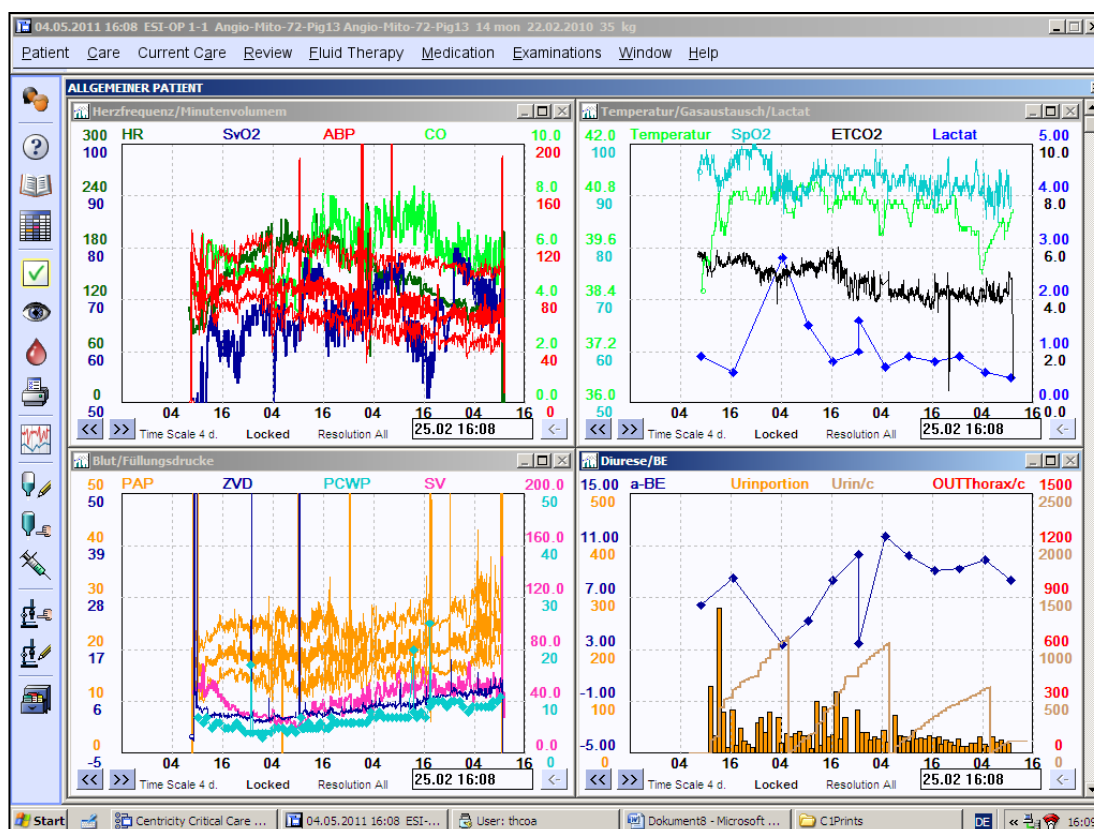 04.05.2011 16:08 ESI-OP 1-1 Angio-Mito-72-Pig13 Angio-Mito-72-Pig13 14 mon 22.02.2010 35 kg
Patient Care Current Care Review Fluid Therapy Medication Examinations Window Help
ALLGEMEINER PATIENT
Herzfrequenz/Minutenvolumem
300 HR SvO2 ABP CO 10.0
100 200
240 8.0
90 160
180 6.0
80 120
120 4.0
70 80
60 2.0
60 40
0 0.0
50 04 16 04 16 04 16 04 16 0
<< >> Time Scale 4 d. Locked Resolution All 25.02 16:08 <-
Temperatur/Gasaustausch/Lactat
42.0 Temperatur SpO2 ETCO2 Lactat 5.00
100 10.0
40.8 4.00
90 8.0
39.6 3.00
80 6.0
38.4 2.00
70 4.0
37.2 1.00
60 2.0
36.0 0.00
50 04 16 04 16 04 16 04 16 0.0
<< >> Time Scale 4 d. Locked Resolution All 25.02 16:08 <-
Blut/Füllungsdrucke
50 PAP ZVD PCWP SV 200.0
50 50
40 160.0
39 40
30 120.0
28 30
20 80.0
17 20
10 40.0
6 10
0 0.0
-5 04 16 04 16 04 16 04 16 0
<< >> Time Scale 4 d. Locked Resolution All 25.02 16:08 <-
Diurese/BE
15.00 a-BE Urinportion Urin/c OUTThorax/c 1500
500 2500
11.00 1200
400 2000
7.00 900
300 1500
3.00 600
200 1000
-1.00 300
100 500
-5.00 0
0 04 16 04 16 04 16 04 16 0
<< >> Time Scale 4 d. Locked Resolution All 25.02 16:08 <-
Start Centricity Critical Care ... 04.05.2011 16:08 ESI-... User: thcoa Dokument8 - Microsoft ... C1Prints DE « 16:09